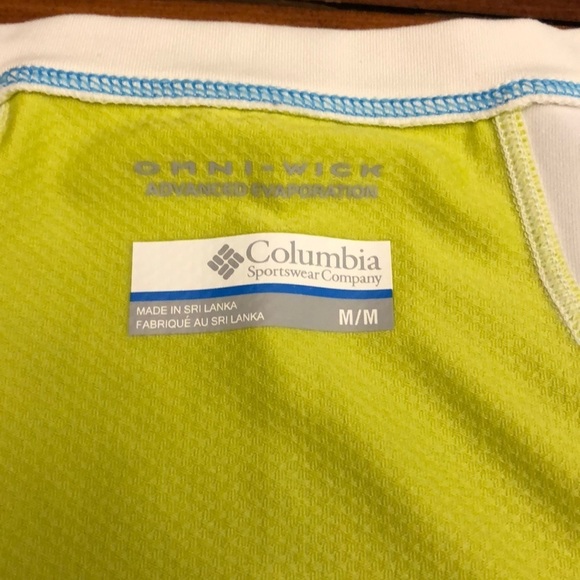 OMNI-WICK
ADVANCED EVAPORATION
Columbia
Sportswear Company
MADE IN SRI LANKA
FABRIQUÉ AU SRI LANKA
M/M